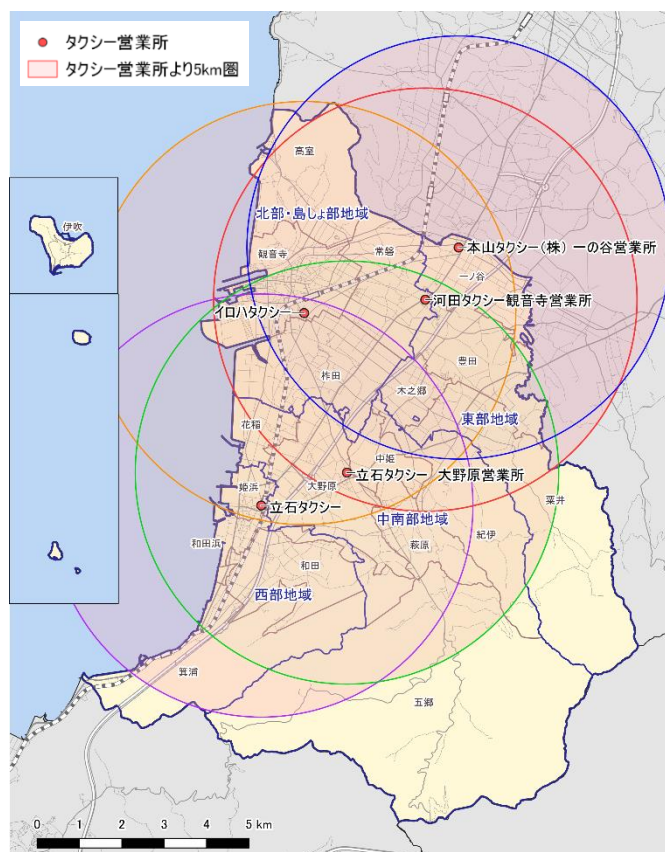 タクシー営業所
タクシー営業所より5km圏
高室
伊吹
北部・島しょ部地域
観音寺
常磐
本山タクシー(株) 一の谷営業所
一ノ谷
河田タクシー観音寺営業所
イロハタクシー
豊田
柞田
木之郷
東部地域
花稲
中姫
立石タクシー 大野原営業所
姫浜
大野原
粟井
立石タクシー
中南部地域
紀伊
和田浜
萩原
和田
西部地域
箕浦
五郷
0 1 2 3 4 5 km